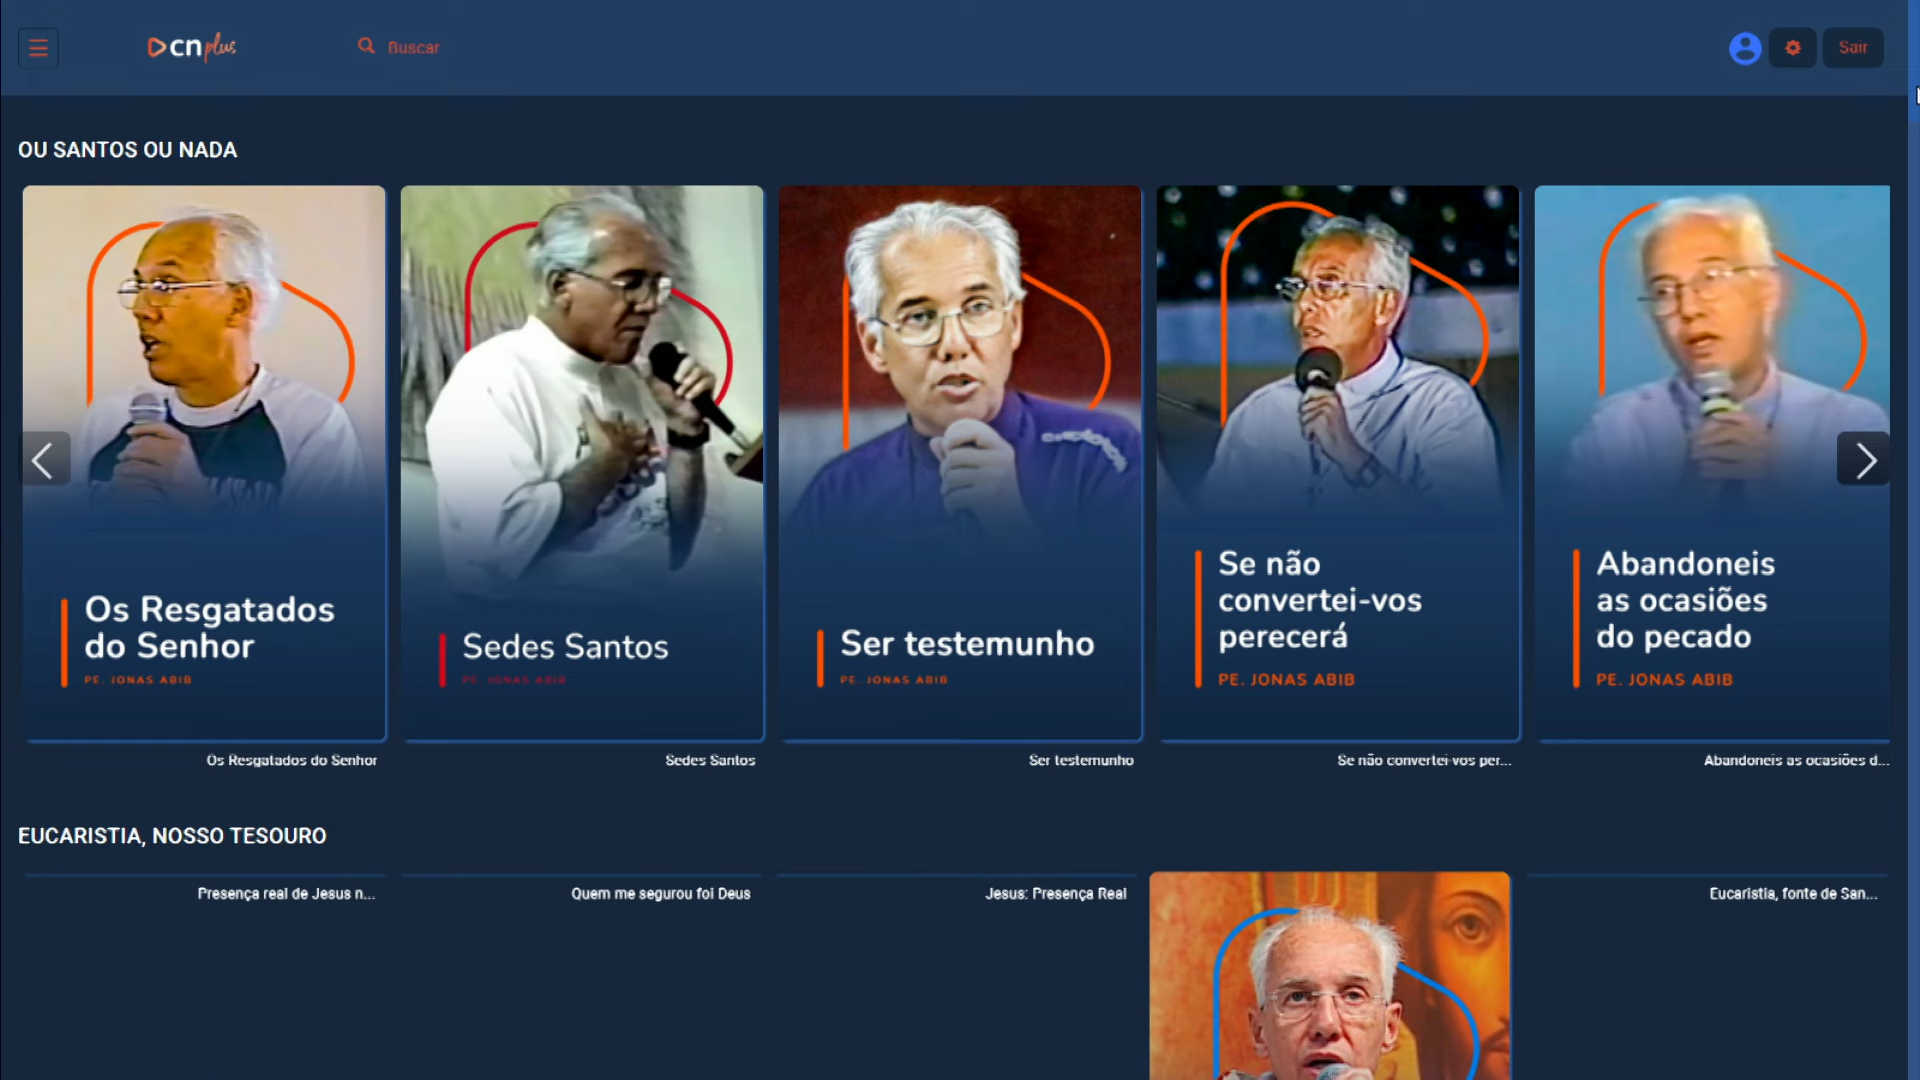 cnplus
Buscar
Sair
OU SANTOS OU NADA
Os Resgatados
do Senhor
PE. JONAS ABIB
Sedes Santos
PE. JONAS ABIB
Ser testemunho
PE. JONAS ABIB
Se não
convertei-vos
perecerá
PE. JONAS ABIB
Abandoneis
as ocasiões
do pecado
PE. JONAS ABIB
Os Resgatados do Senhor
Sedes Santos
Ser testemunho
Se não convertei-vos per...
Abandoneis as ocasiões d...
EUCARISTIA, NOSSO TESOURO
Presença real de Jesus n...
Quem me segurou foi Deus
Jesus: Presença Real
Eucaristia, fonte de San...